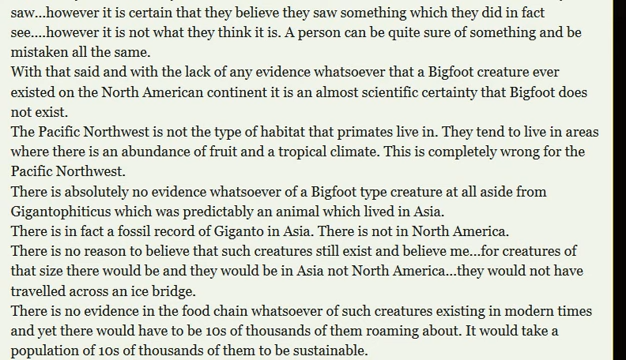 saw...however it is certain that they believe they saw something which they did in fact
see....however it is not what they think it is. A person can be quite sure of something and be
mistaken all the same.
With that said and with the lack of any evidence whatsoever that a Bigfoot creature ever
existed on the North American continent it is an almost scientific certainty that Bigfoot does
not exist.
The Pacific Northwest is not the type of habitat that primates live in. They tend to live in areas
where there is an abundance of fruit and a tropical climate. This is completely wrong for the
Pacific Northwest.
There is absolutely no evidence whatsoever of a Bigfoot type creature at all aside from
Gigantophiticus which was predictably an animal which lived in Asia.
There is in fact a fossil record of Giganto in Asia. There is not in North America.
There is no reason to believe that such creatures still exist and believe me...for creatures of
that size there would be and they would be in Asia not North America...they would not have
travelled across an ice bridge.
There is no evidence in the food chain whatsoever of such creatures existing in modern times
and yet there would have to be 10s of thousands of them roaming about. It would take a
population of 10s of thousands of them to be sustainable.